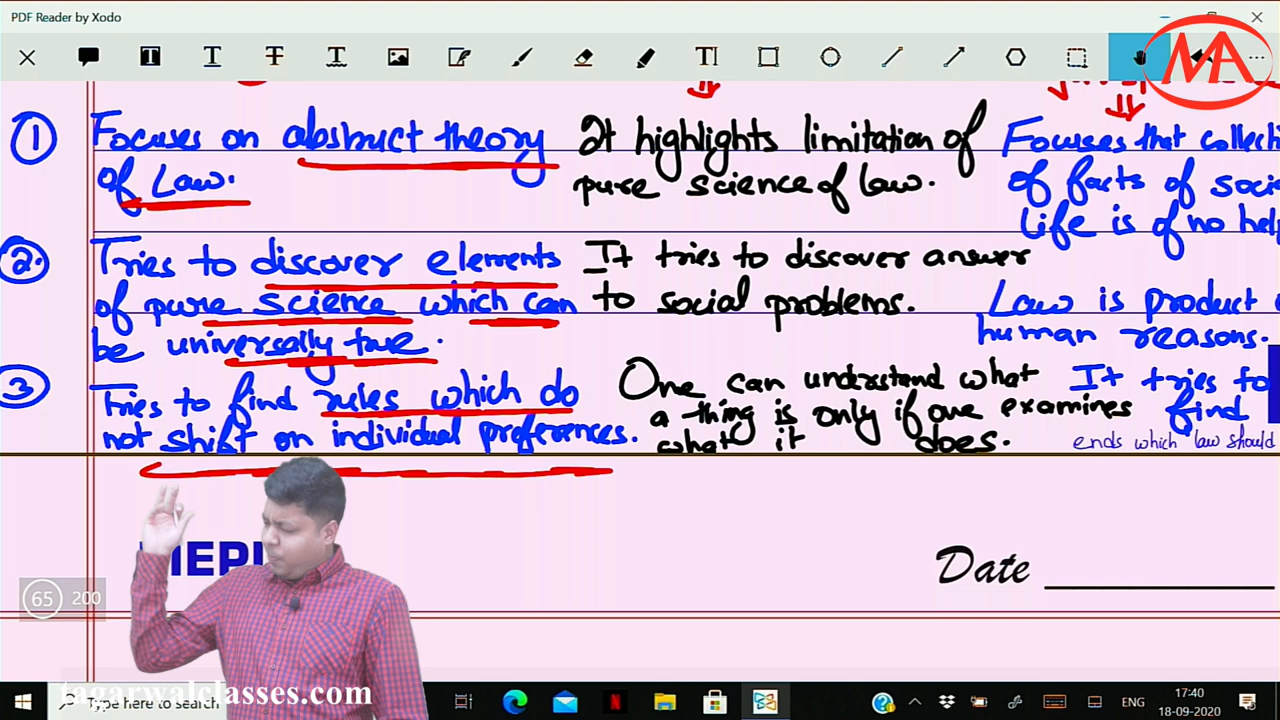 PDF Reader by Xodo
MA
1 Focuses on abstruct theory
of Law.
It highlights limitation of
pure science of law.
Focuses that collecti
of facts of socia
life is of no hel
2. Tries to discover elements
of pure science which can
be universally true.
It tries to discover answer
to social problems.
Law is product
human reasons.
3 Tries to find rules which do
not shift on individual preferences.
One can understand what
a thing is only if one examines
what it does.
It tries to
find
ends which law should
Date
65 200
agarwalclasses.com
Type here to search
ENG
17:40
18-09-2020